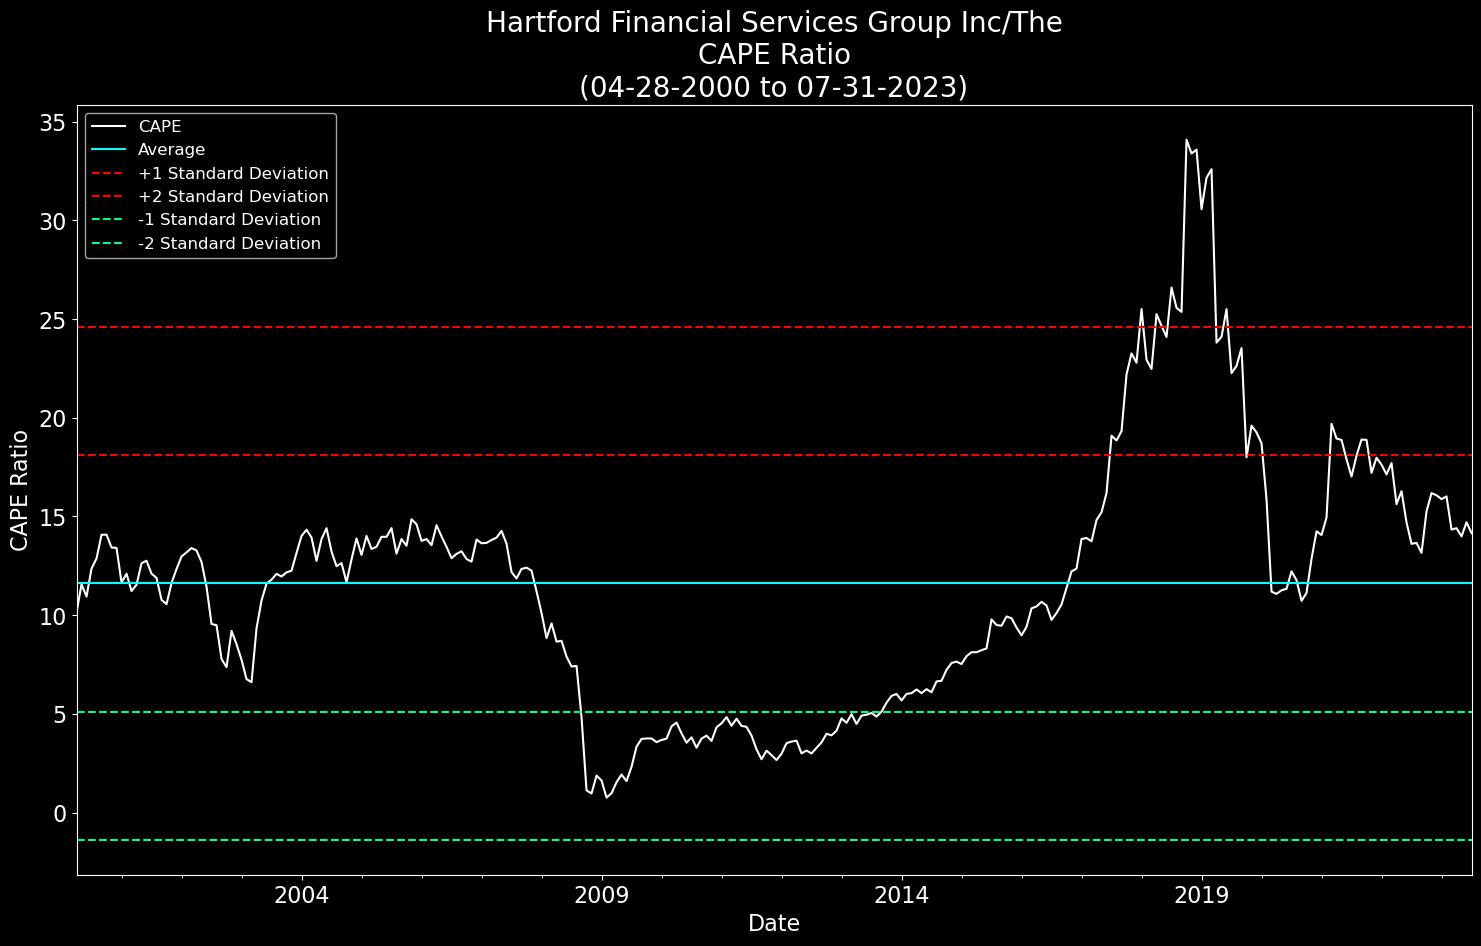 Hartford Financial Services Group Inc/The
CAPE Ratio
(04-28-2000 to 07-31-2023)
CAPE
Average
+1 Standard Deviation
+2 Standard Deviation
-1 Standard Deviation
-2 Standard Deviation
35
30
25
20
15
10
5
0
CAPE Ratio
2004
2009
2014
2019
Date